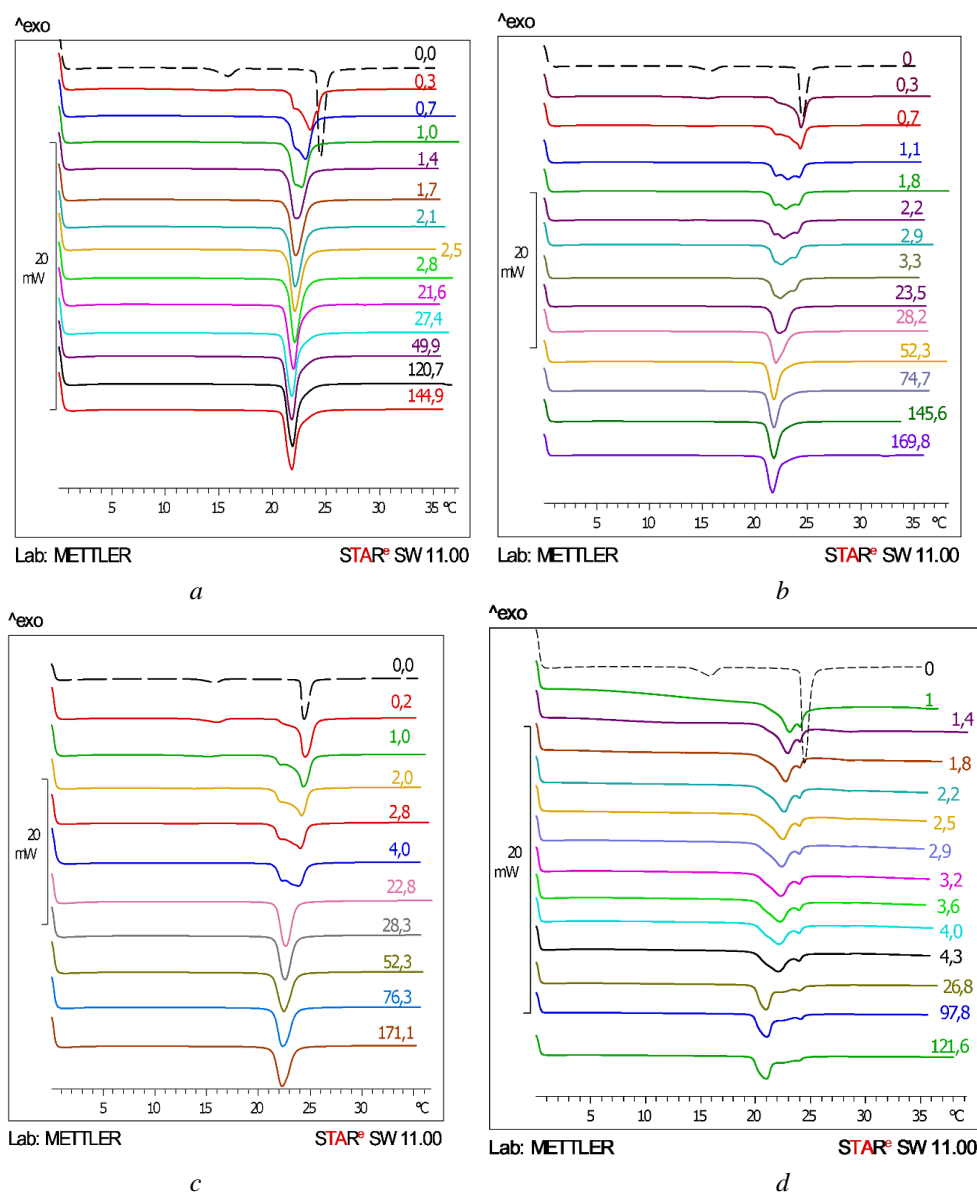 ^exo
0,0
0,3
0,7
1,0
1,4
1,7
2,1
2,5
2,8
21,6
27,4
49,9
120,7
144,9
20
mW
5 10 15 20 25 30 35 ºC
Lab: METTLER STARe SW 11.00
a
^exo
0
0,3
0,7
1,1
1,8
2,2
2,9
3,3
23,5
28,2
52,3
74,7
145,6
169,8
20
mW
5 10 15 20 25 30 35 ºC
Lab: METTLER STARe SW 11.00
b
^exo
0,0
0,2
1,0
2,0
2,8
4,0
22,8
28,3
52,3
76,3
171,1
20
mW
5 10 15 20 25 30 ºC
Lab: METTLER STARe SW 11.00
c
^exo
0
1
1,4
1,8
2,2
2,5
2,9
3,2
3,6
4,0
4,3
26,8
97,8
121,6
20
mW
5 10 15 20 25 30 35 ºC
Lab: METTLER STARe SW 11.00
d